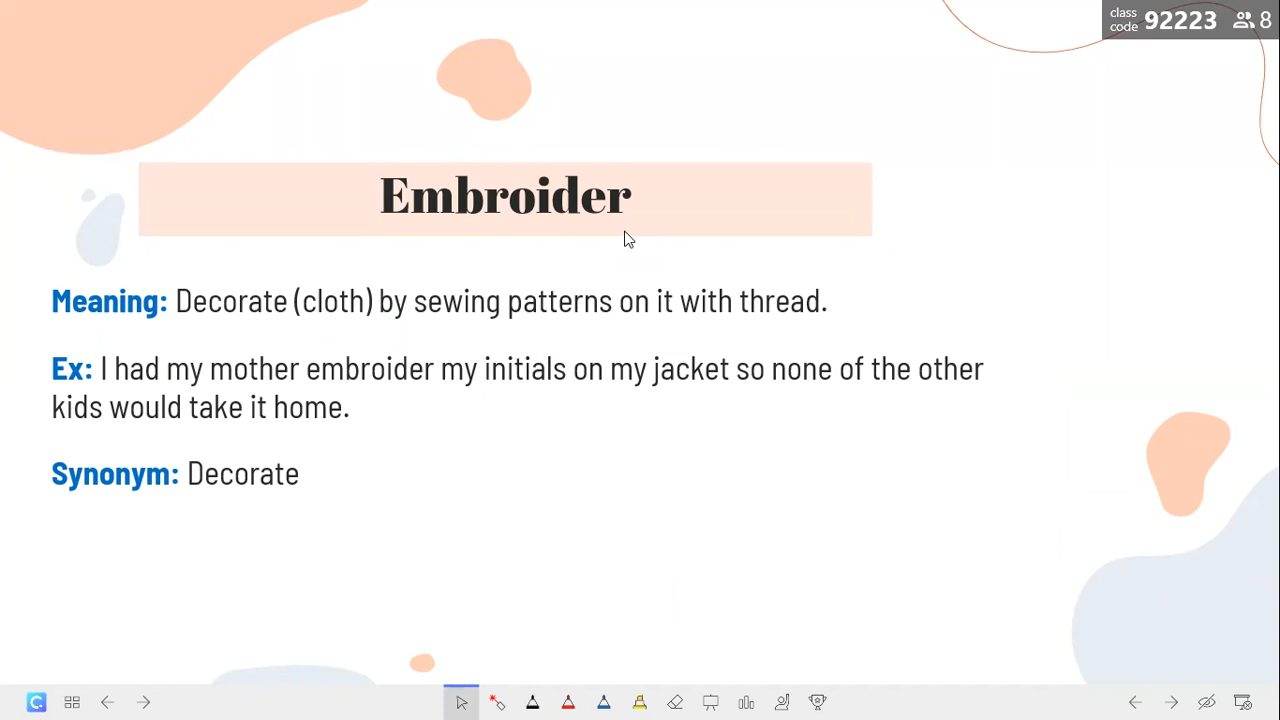 class
code 92223 8
Embroider
Meaning: Decorate (cloth) by sewing patterns on it with thread.
Ex: I had my mother embroider my initials on my jacket so none of the other
kids would take it home.
Synonym: Decorate
C